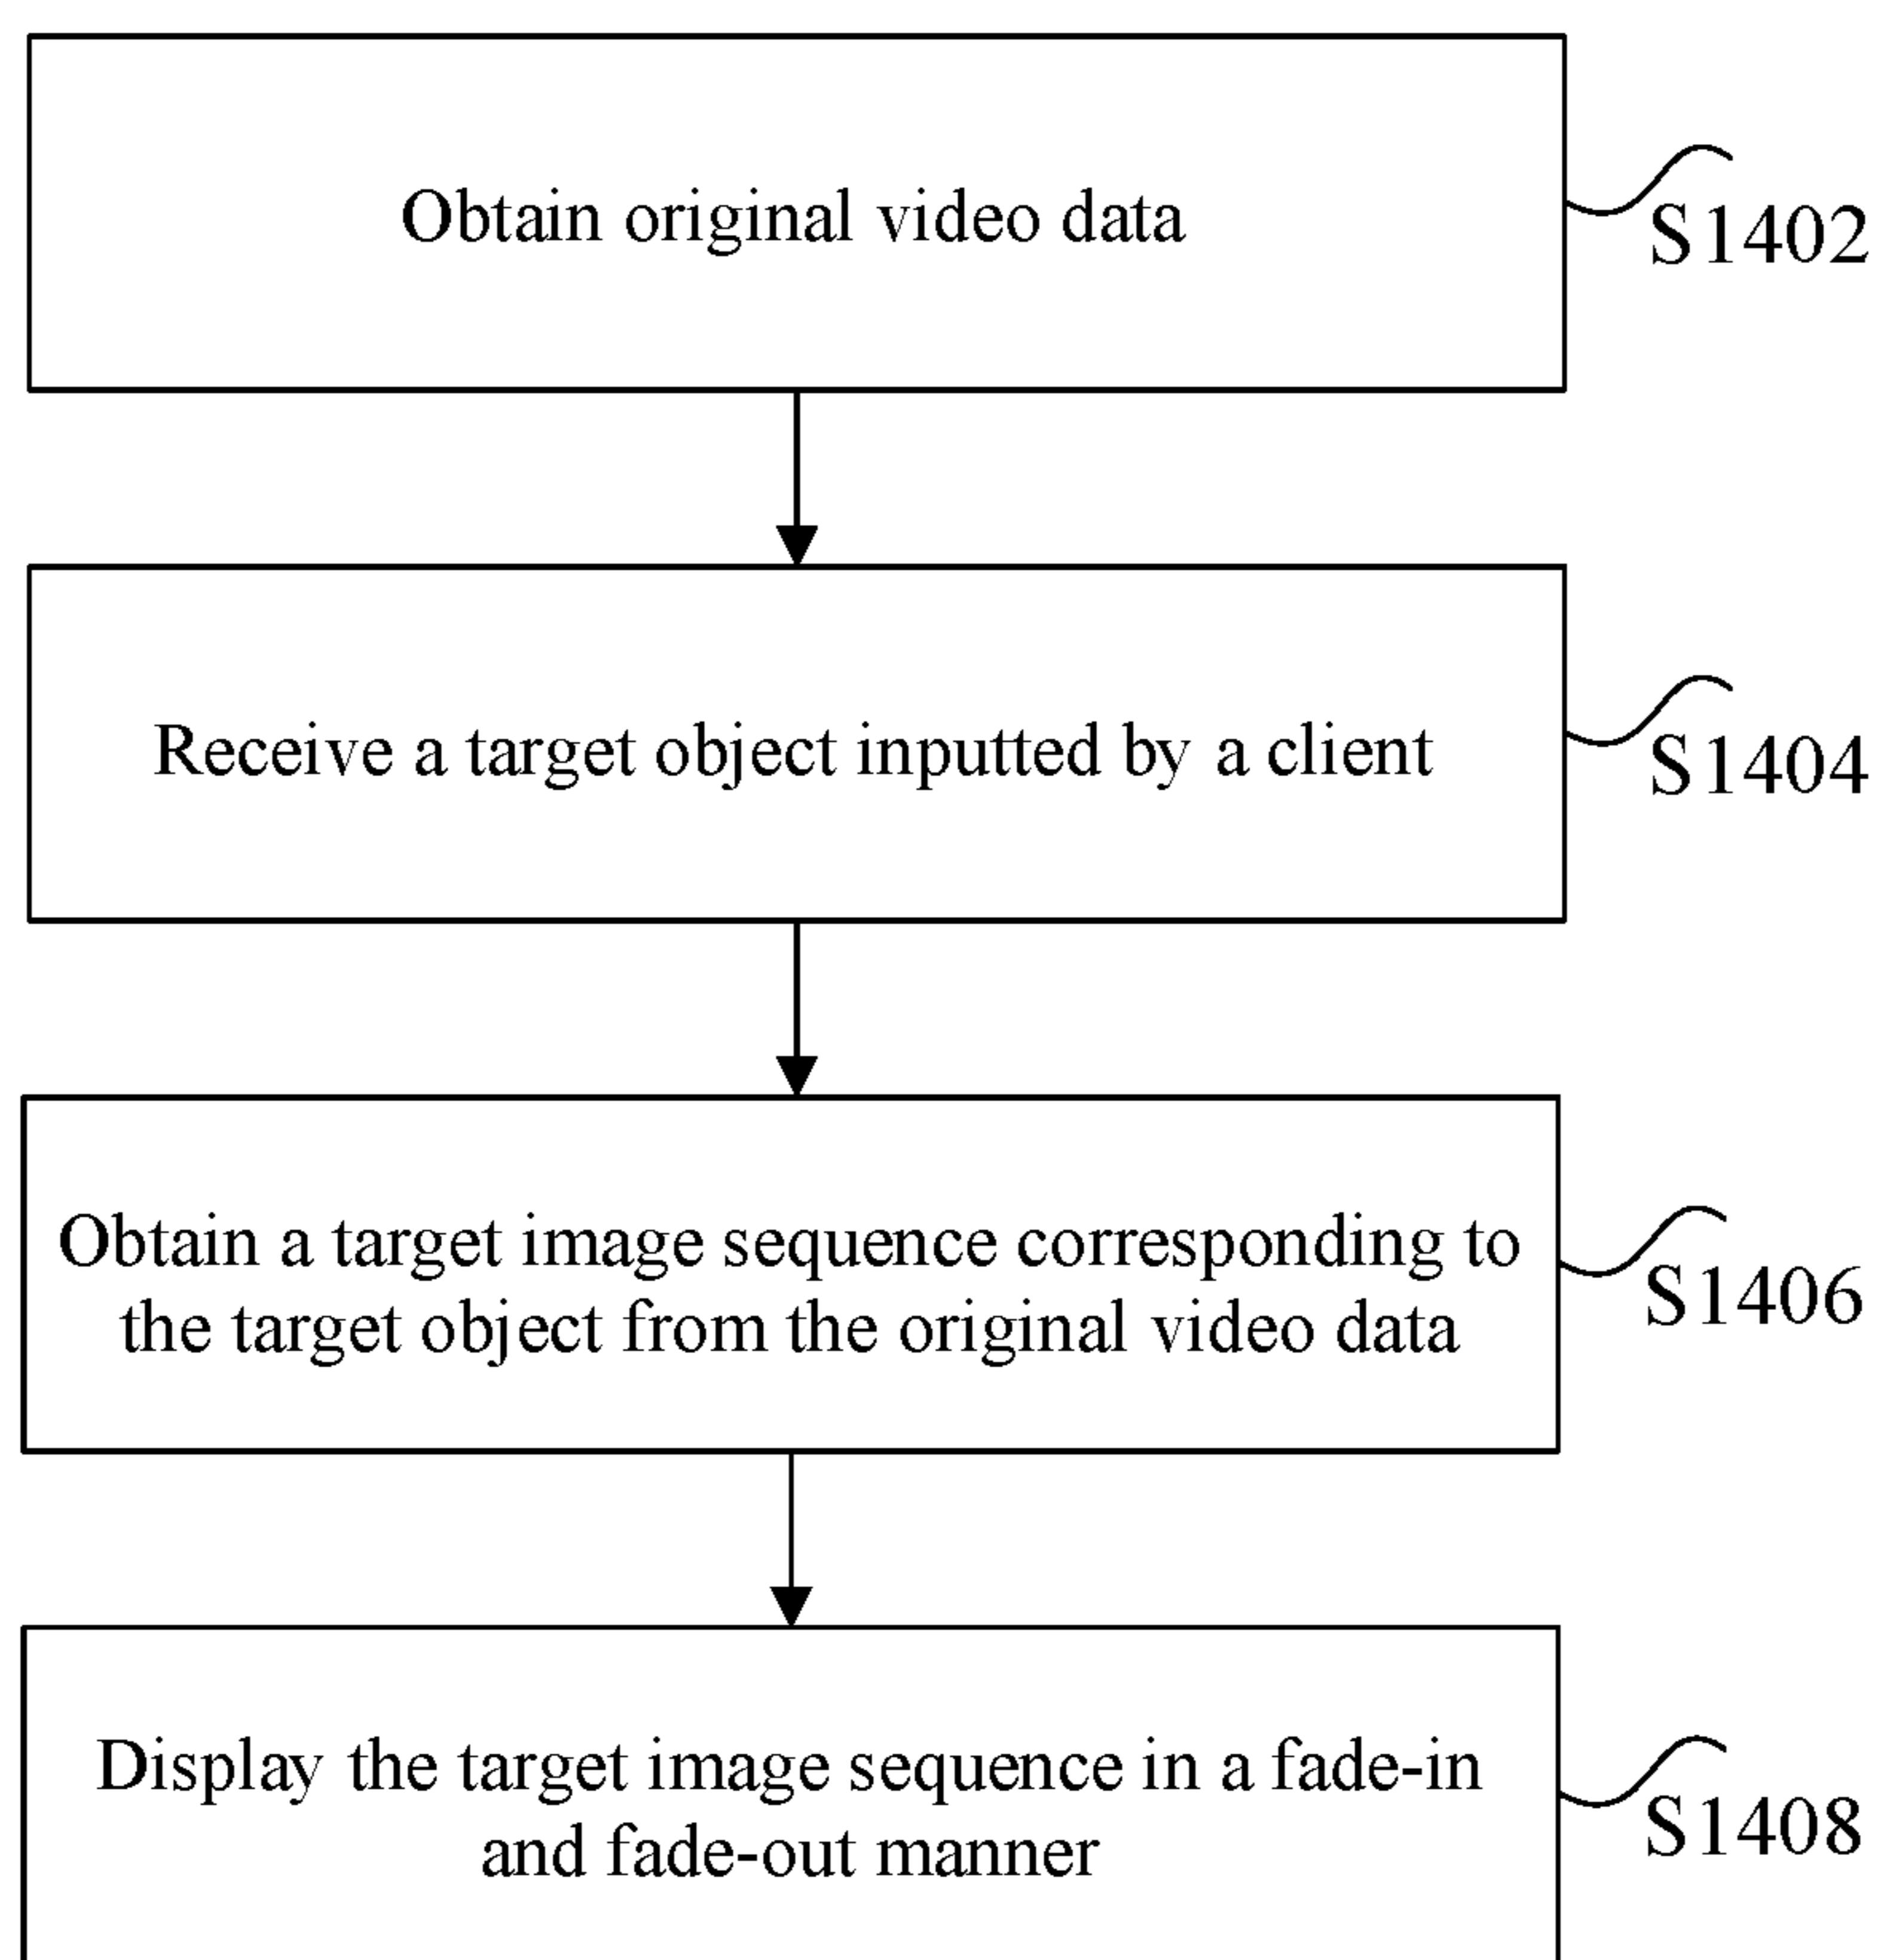 Obtain original video data
S1402
Receive a target object inputted by a client
S1404
Obtain a target image sequence corresponding to
the target object from the original video data
S1406
Display the target image sequence in a fade-in
and fade-out manner
S1408